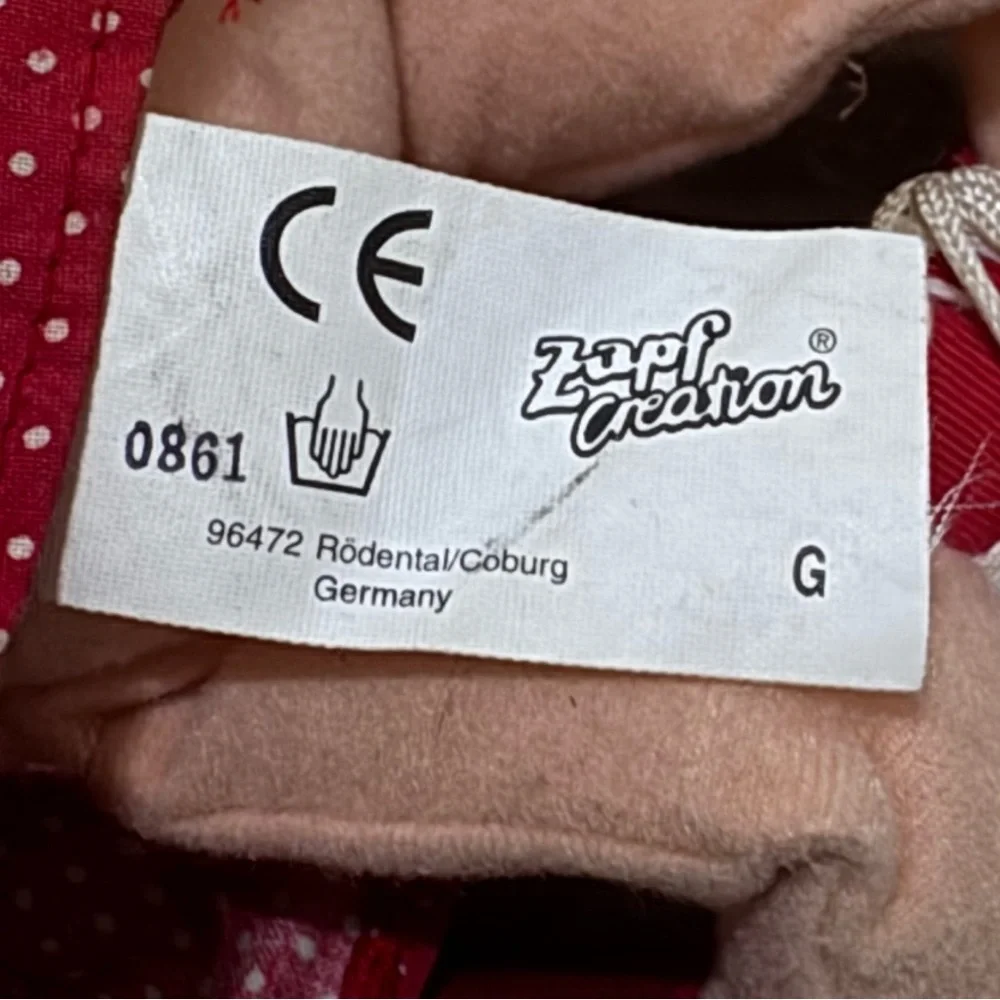 CE
Zapf
creation®
0861
96472 Rödental/Coburg
Germany
G